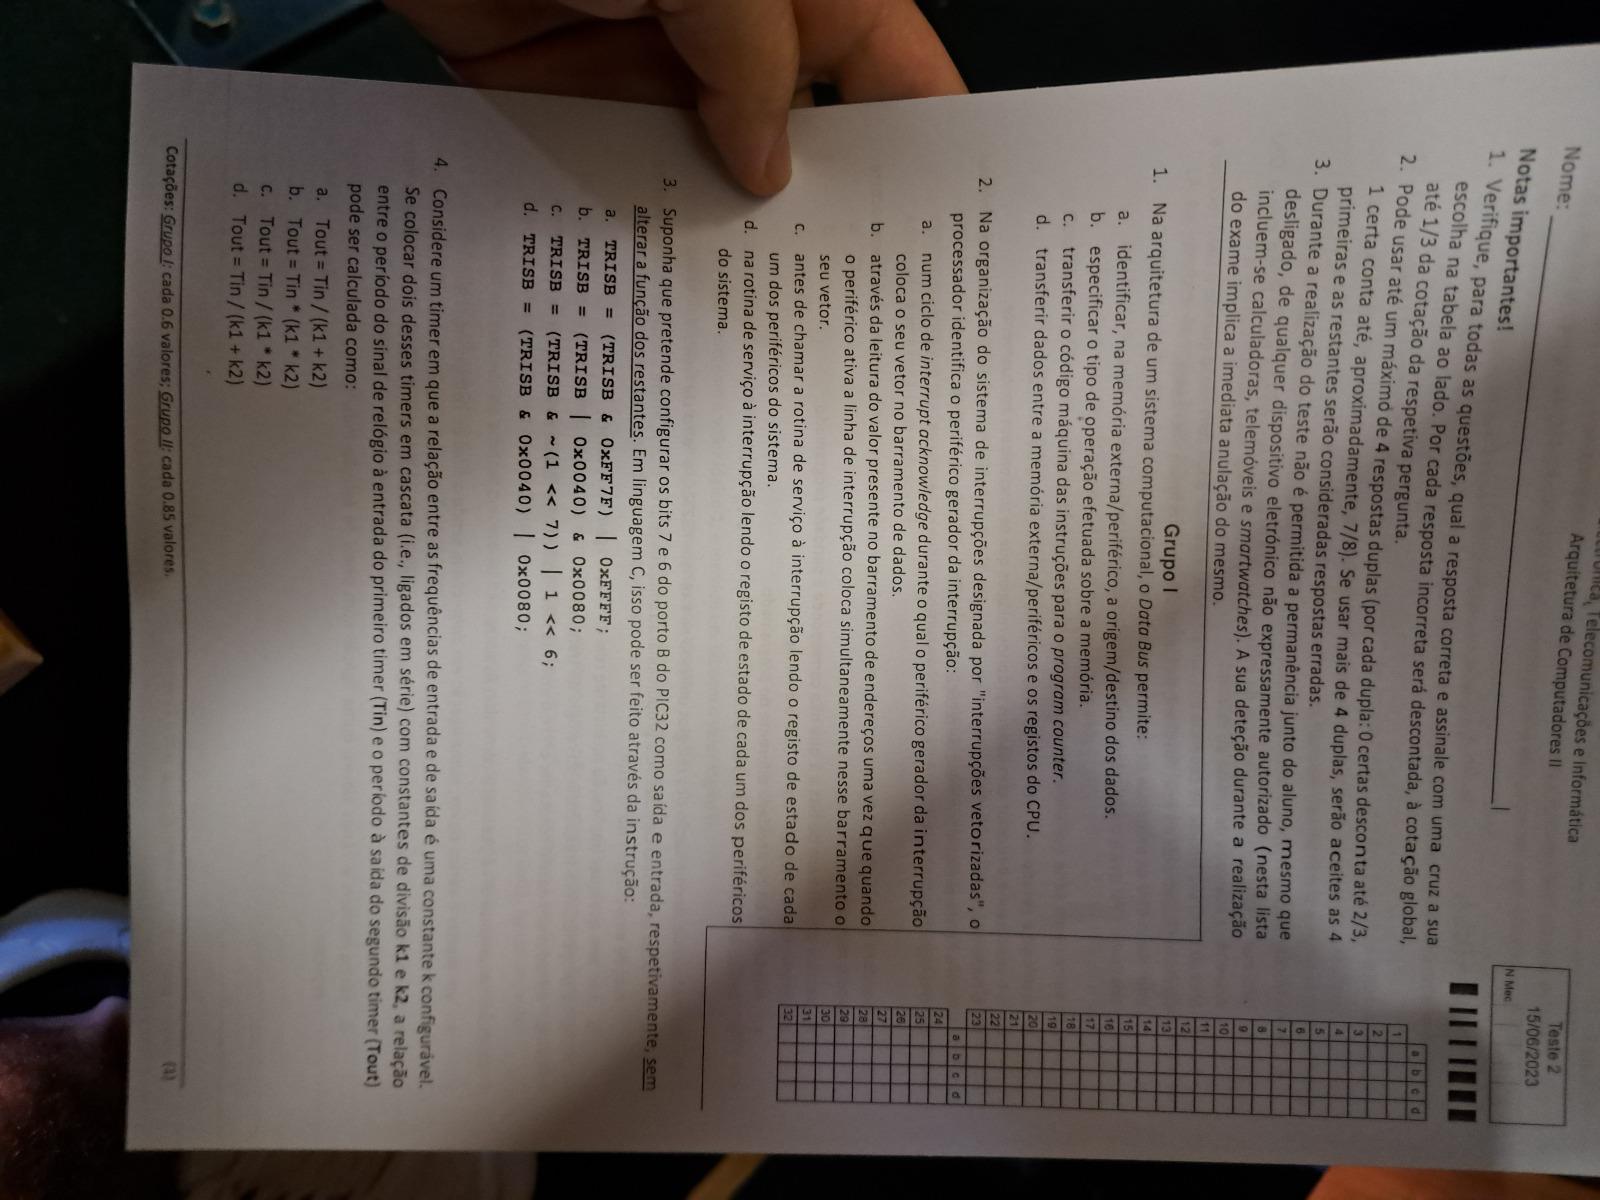 Telecomunicações e Informática
Arquitetura de Computadores II
Nome:
Teste 2
15/06/2023
N Mec
Notas importantes!
1. Verifique, para todas as questões, qual a resposta correta e assinale com uma cruz a sua
escolha na tabela ao lado. Por cada resposta incorreta será descontada, à cotação global,
até 1/3 da cotação da respetiva pergunta.
2. Pode usar até um máximo de 4 respostas duplas (por cada dupla: 0 certas desconta até 2/3,
1 certa conta até, aproximadamente, 7/8). Se usar mais de 4 duplas, serão aceites as 4
primeiras e as restantes serão consideradas respostas erradas.
3. Durante a realização do teste não é permitida a permanência junto do aluno, mesmo que
desligado, de qualquer dispositivo eletrónico não expressamente autorizado (nesta lista
incluem-se calculadoras, telemóveis e smartwatches). A sua deteção durante a realização
do exame implica a imediata anulação do mesmo.
a b c d
1
2
3
4
5
6
7
8
9
10
11
12
13
14
15
16
17
18
19
20
21
22
23
a b c d
24
25
26
27
28
29
30
31
32
Grupo I
1. Na arquitetura de um sistema computacional, o Data Bus permite:
a. identificar, na memória externa/periférico, a origem/destino dos dados.
b. especificar o tipo de operação efetuada sobre a memória.
c. transferir o código máquina das instruções para o program counter.
d. transferir dados entre a memória externa/periféricos e os registos do CPU.
2. Na organização do sistema de interrupções designada por "interrupções vetorizadas", o
processador identifica o periférico gerador da interrupção:
a. num ciclo de interrupt acknowledge durante o qual o periférico gerador da interrupção
coloca o seu vetor no barramento de dados.
b. através da leitura do valor presente no barramento de endereços uma vez que quando
o periférico ativa a linha de interrupção coloca simultaneamente nesse barramento o
seu vetor.
c. antes de chamar a rotina de serviço à interrupção lendo o registo de estado de cada
um dos periféricos do sistema.
d. na rotina de serviço à interrupção lendo o registo de estado de cada um dos periféricos
do sistema.
3. Suponha que pretende configurar os bits 7 e 6 do porto B do PIC32 como saída e entrada, respetivamente, sem
alterar a função dos restantes. Em linguagem C, isso pode ser feito através da instrução:
a. TRISB = (TRISB & 0xFF7F) | 0xFFFF;
b. TRISB = (TRISB | 0x0040) & 0x0080;
c. TRISB = (TRISB & ~(1 << 7)) | 1 << 6;
d. TRISB = (TRISB & 0x0040) | 0x0080;
4. Considere um timer em que a relação entre as frequências de entrada e de saída é uma constante k configurável.
Se colocar dois desses timers em cascata (i.e., ligados em série) com constantes de divisão k1 e k2, a relação
entre o período do sinal de relógio à entrada do primeiro timer (Tin) e o período à saída do segundo timer (Tout)
pode ser calculada como:
a. Tout = Tin / (k1 + k2)
b. Tout = Tin * (k1 * k2)
c. Tout = Tin / (k1 * k2)
d. Tout = Tin / (k1 + k2)
Cotações: Grupo I: cada 0.6 valores; Grupo II: cada 0.85 valores.
(1)